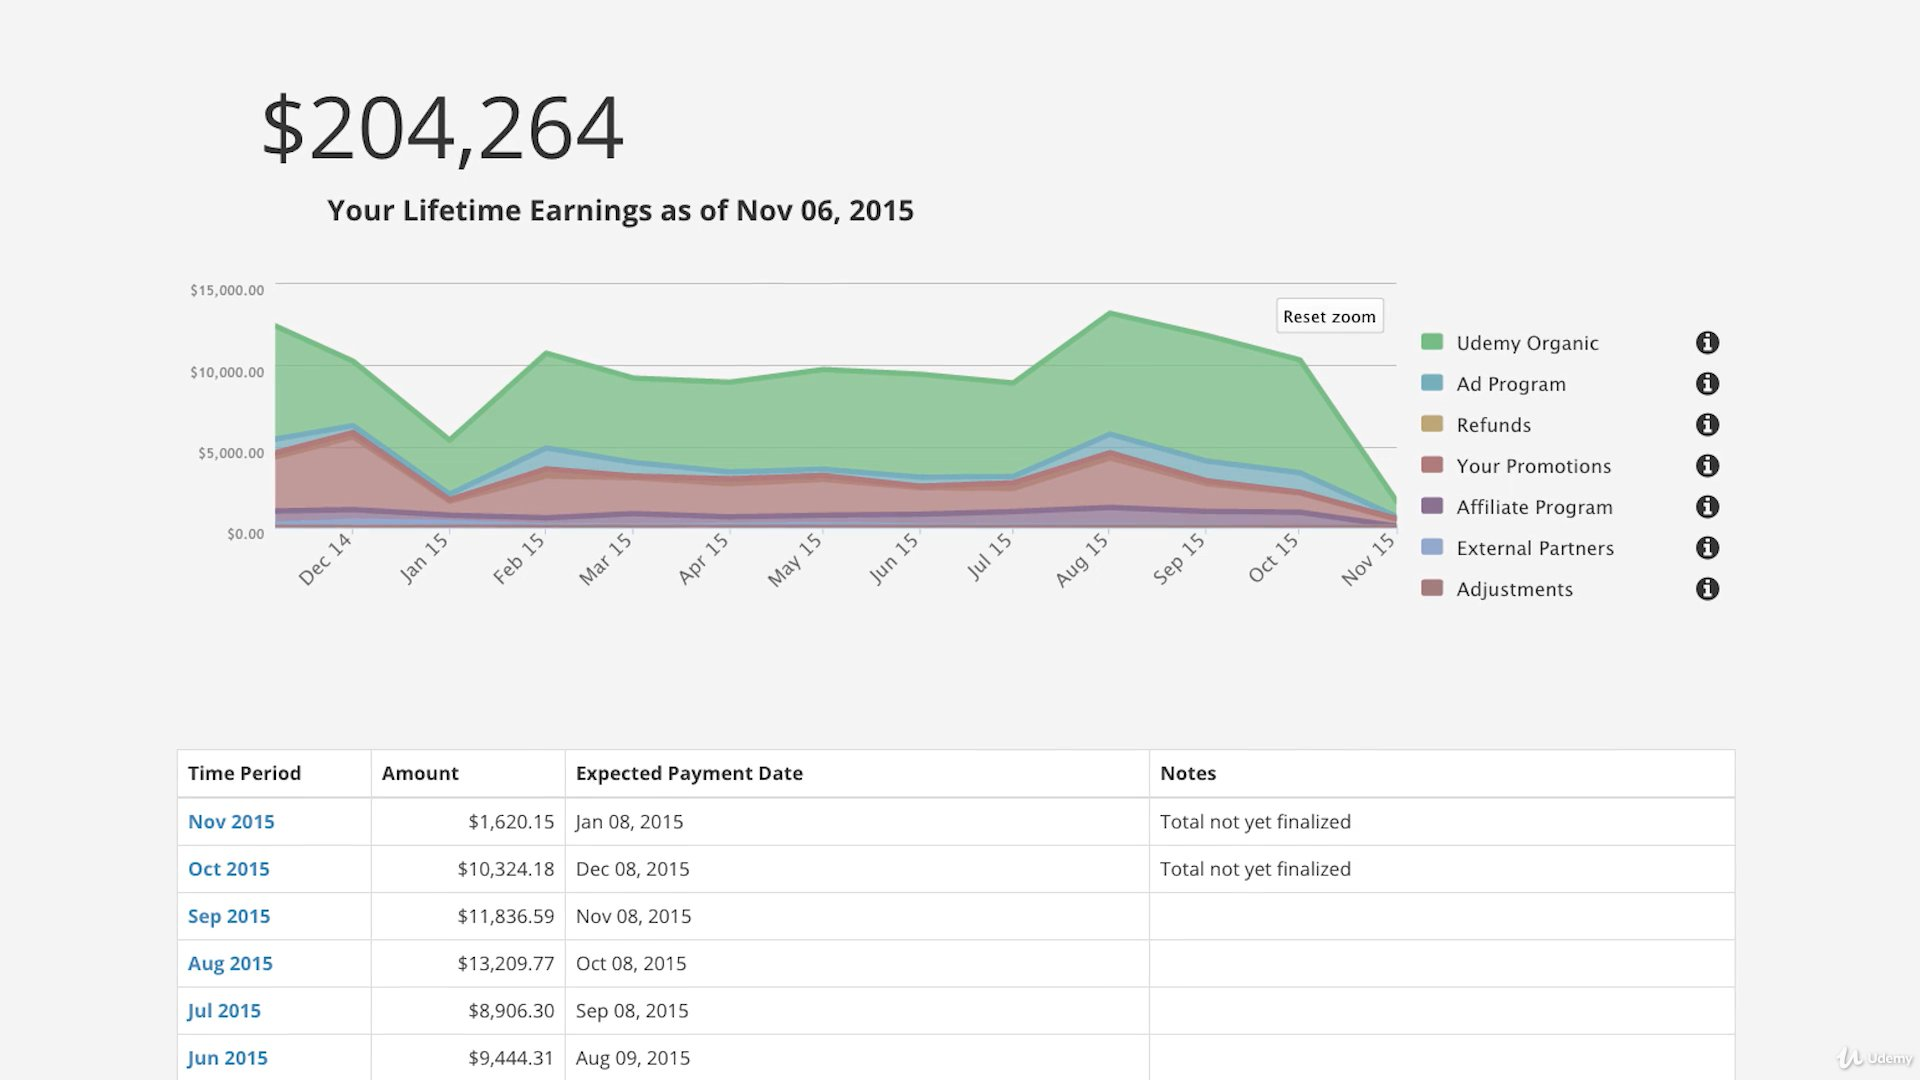 $204,264
Your Lifetime Earnings as of Nov 06, 2015
$15,000.00
$10,000.00
$5,000.00
$0.00
Reset zoom
Dec 14
Jan 15
Feb 15
Mar 15
Apr 15
May 15
Jun 15
Jul 15
Aug 15
Sep 15
Oct 15
Nov 15
Udemy Organic
Ad Program
Refunds
Your Promotions
Affiliate Program
External Partners
Adjustments
Time Period Amount Expected Payment Date Notes
Nov 2015 $1,620.15 Jan 08, 2015 Total not yet finalized
Oct 2015 $10,324.18 Dec 08, 2015 Total not yet finalized
Sep 2015 $11,836.59 Nov 08, 2015
Aug 2015 $13,209.77 Oct 08, 2015
Jul 2015 $8,906.30 Sep 08, 2015
Jun 2015 $9,444.31 Aug 09, 2015
Udemy